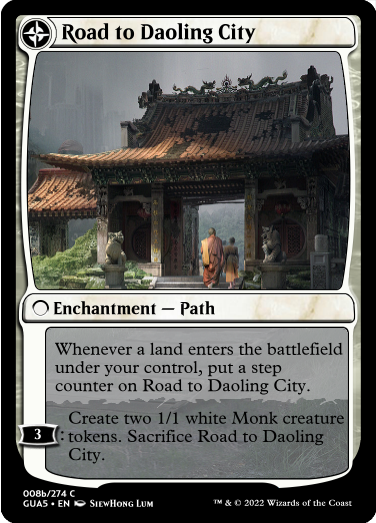 Road to Daoling City
Enchantment — Path
Whenever a land enters the battlefield
under your control, put a step
counter on Road to Daoling City.
3 : Create two 1/1 white Monk creature
tokens. Sacrifice Road to Daoling
City.
008b/274 C
GUA5 • EN SiewHong Lum
™ & © 2022 Wizards of the Coast